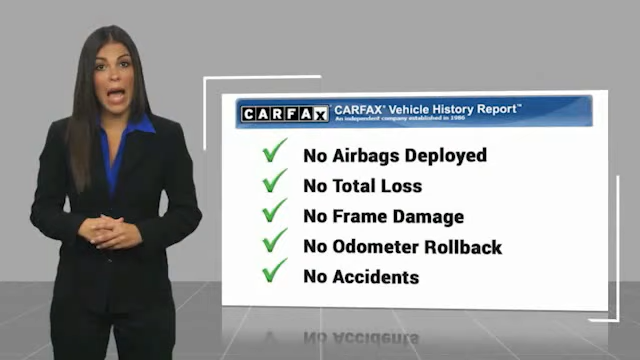 CARFAX CARFAX® Vehicle History Report™
An independent company established in 1986
No Airbags Deployed
No Total Loss
No Frame Damage
No Odometer Rollback
No Accidents